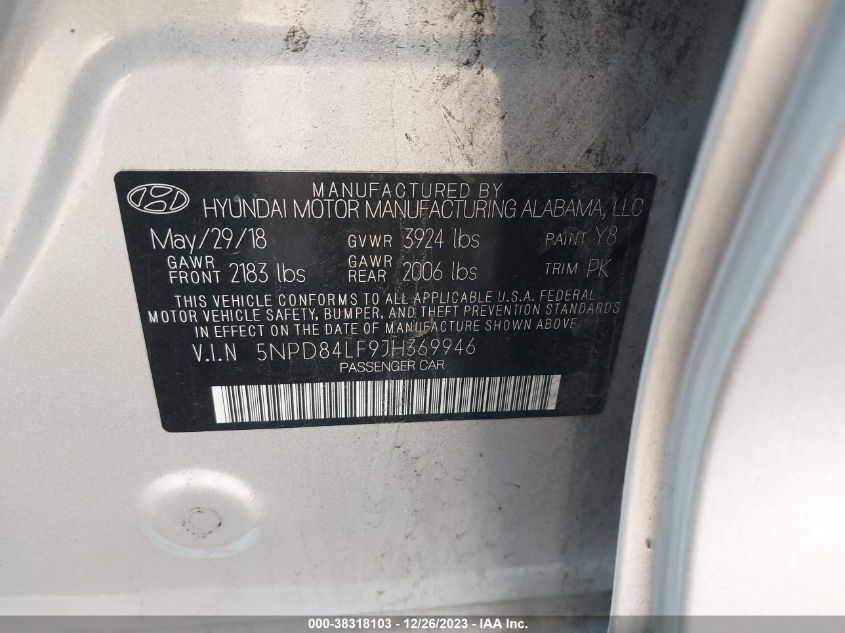 MANUFACTURED BY
HYUNDAI MOTOR MANUFACTURING ALABAMA, LLC
May/29/18 GVWR 3924 lbs PAINT Y8
GAWR FRONT 2183 lbs GAWR REAR 2006 lbs TRIM PK
THIS VEHICLE CONFORMS TO ALL APPLICABLE U.S.A. FEDERAL
MOTOR VEHICLE SAFETY, BUMPER, AND THEFT PREVENTION STANDARDS
IN EFFECT ON THE DATE OF MANUFACTURE SHOWN ABOVE.
V.I.N 5NPD84LF9JH369946
PASSENGER CAR
000-38318103 - 12/26/2023 - IAA Inc.